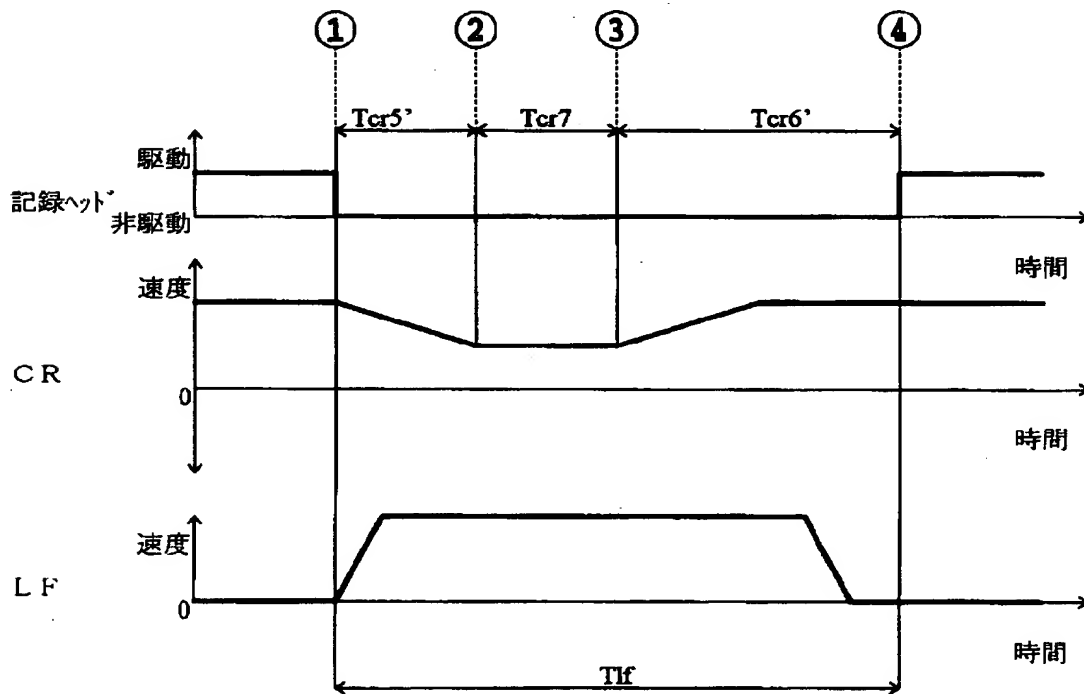 ① ② ③ ④
Tcr5' Tcr7 Tcr6'
駆動
記録ヘッド
非駆動
時間
速度
CR
0
時間
速度
LF
0
時間
Tlf